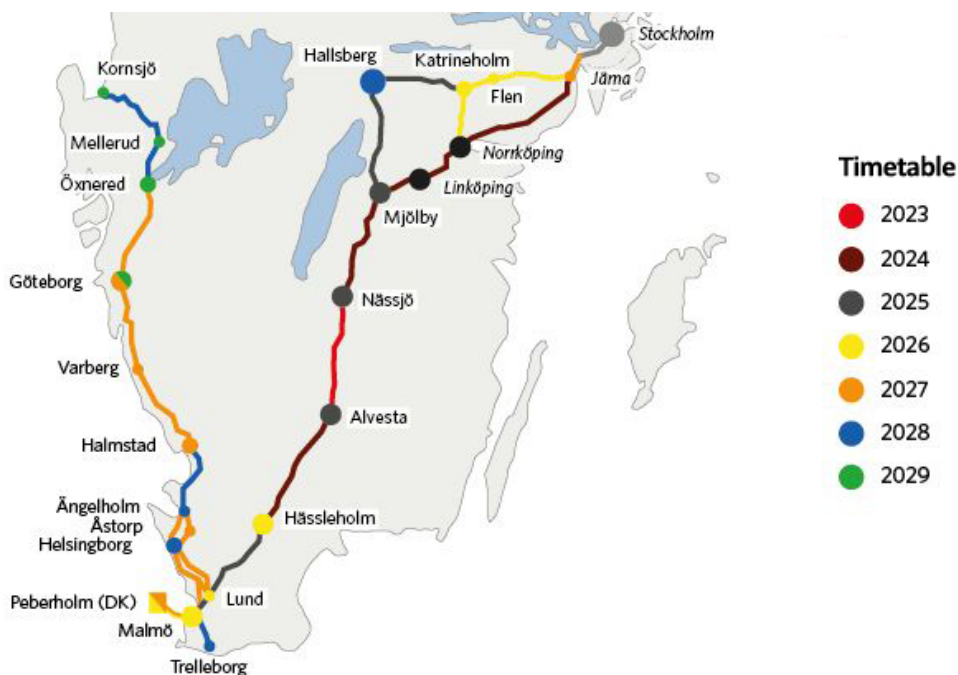 Stockholm
Hallsberg
Katrineholm
Kornsjö
Järna
Flen
Mellerud
Norrköping
Öxnered
Linköping
Mjölby
Timetable
2023
2024
2025
2026
2027
2028
2029
Göteborg
Nässjö
Varberg
Alvesta
Halmstad
Ängelholm
Åstorp
Hässleholm
Helsingborg
Peberholm (DK)
Lund
Malmö
Trelleborg